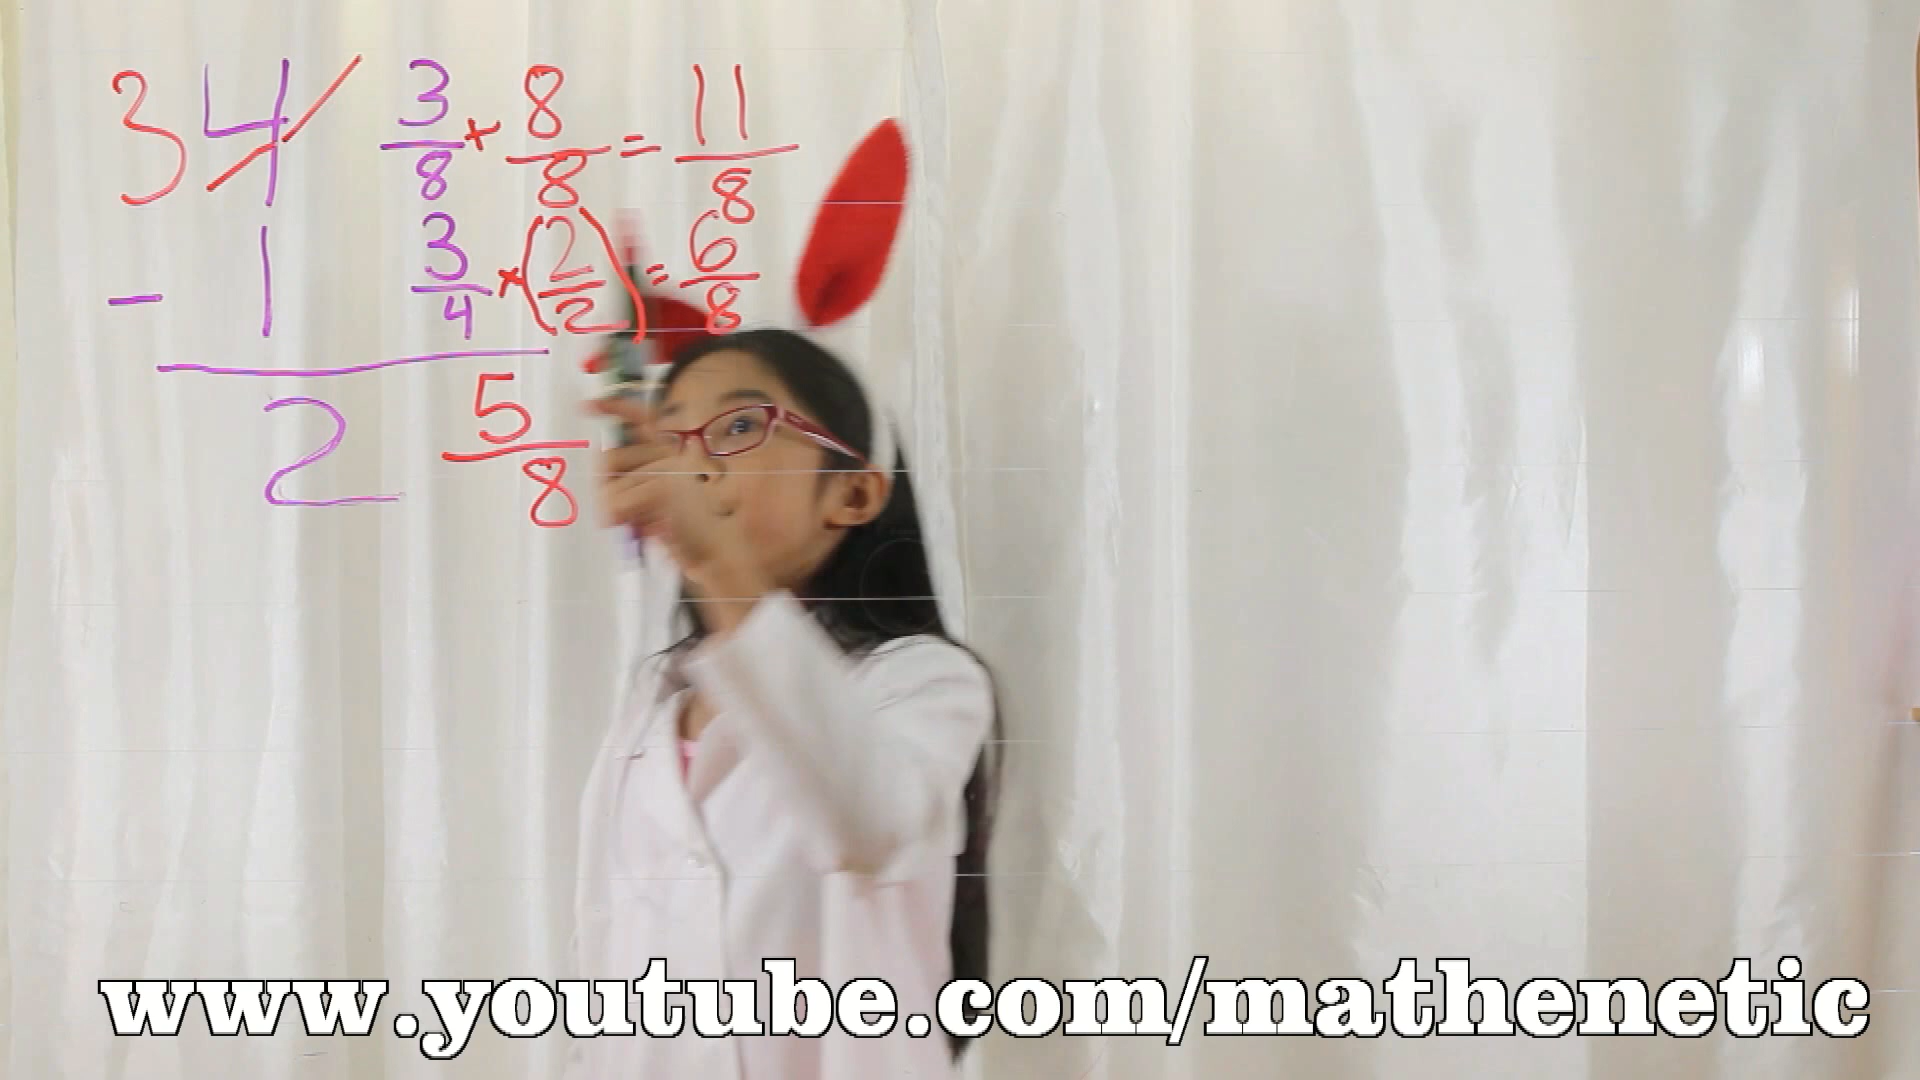 3 4 3/8 + 8/8 = 11/8
- 1 3/4 × (2/2) = 6/8
2 5/8
www.youtube.com/mathenetic